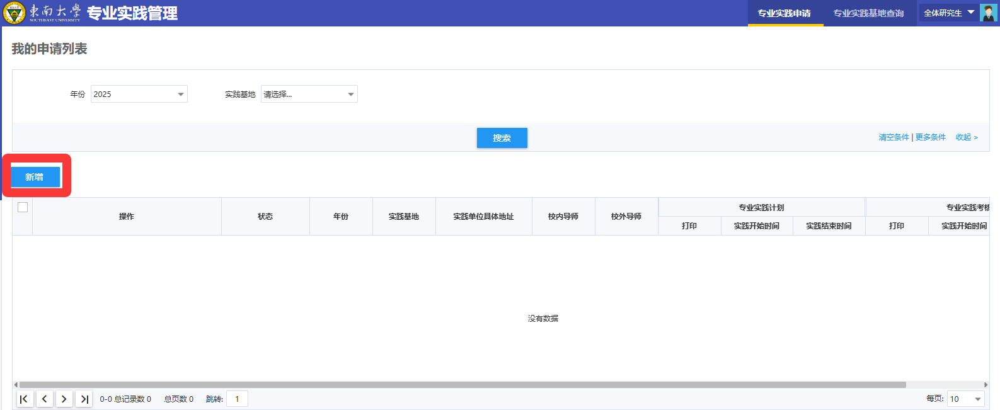 東南大學 专业实践管理 专业实践申请 专业实践基地查询 全体研究生
SOUTHEAST UNIVERSITY
我的申请列表
年份 2025 实践基地 请选择...
搜索 清空条件 | 更多条件 收起 >
新增
专业实践计划 专业实践考核
操作 状态 年份 实践基地 实践单位具体地址 校内导师 校外导师
打印 实践开始时间 实践结束时间 打印 实践开始时间
没有数据
0-0 总记录数 0 总页数 0 跳转: 1 每页: 10